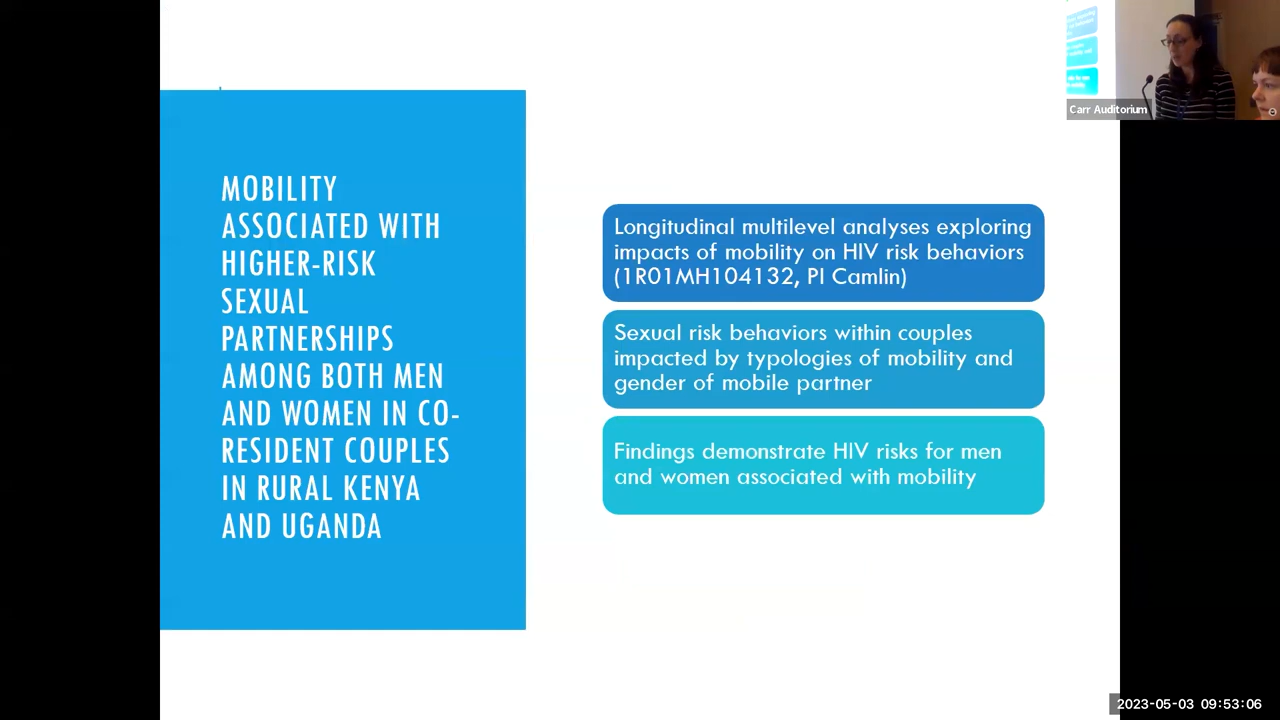 MOBILITY
ASSOCIATED WITH
HIGHER-RISK
SEXUAL
PARTNERSHIPS
AMONG BOTH MEN
AND WOMEN IN CO-
RESIDENT COUPLES
IN RURAL KENYA
AND UGANDA
Longitudinal multilevel analyses exploring
impacts of mobility on HIV risk behaviors
(1R01MH104132, PI Camlin)
Sexual risk behaviors within couples
impacted by typologies of mobility and
gender of mobile partner
Findings demonstrate HIV risks for men
and women associated with mobility
Carr Auditorium
2023-05-03 09:53:06